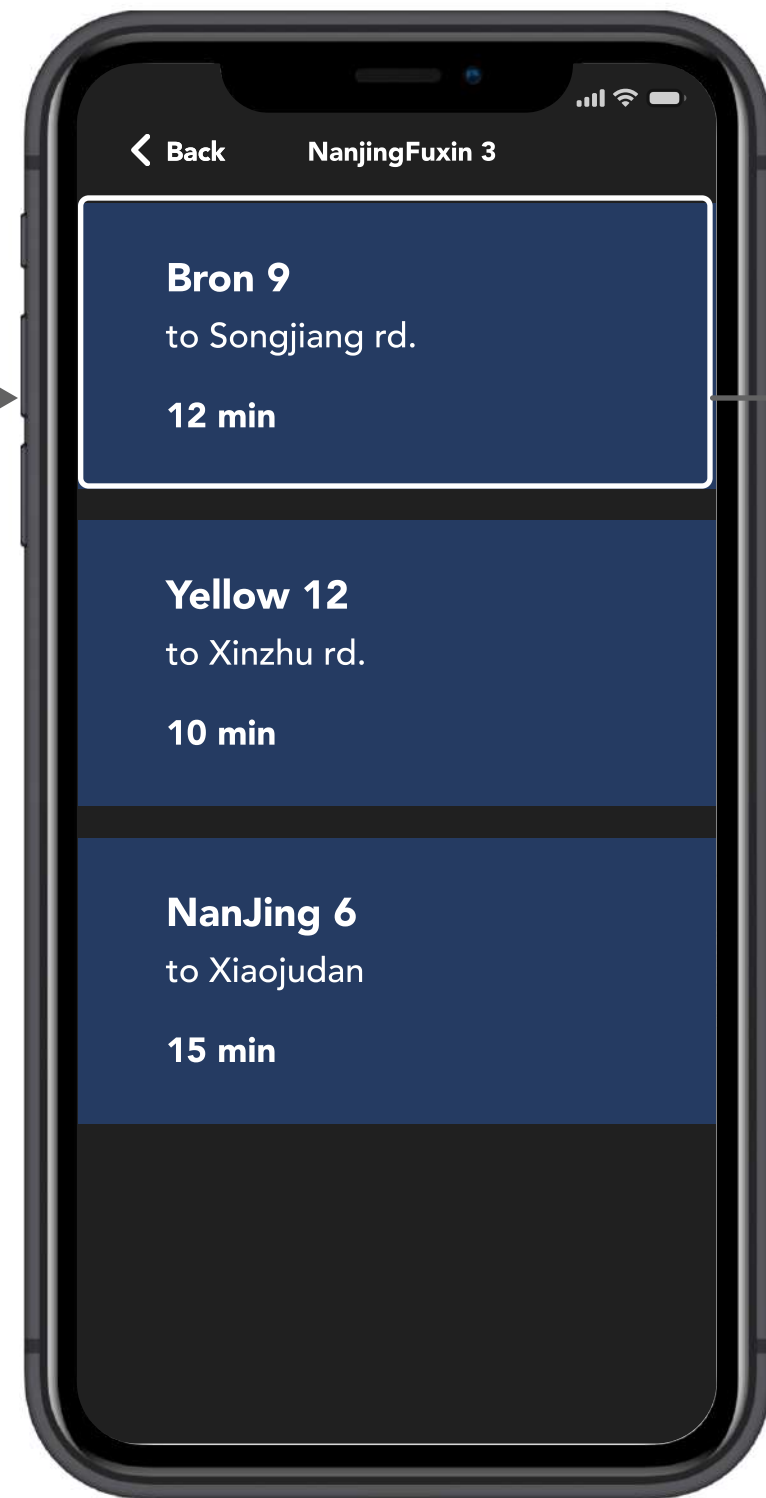 Back NanjingFuxin 3
Bron 9
to Songjiang rd.
12 min
Yellow 12
to Xinzhu rd.
10 min
NanJing 6
to Xiaojudan
15 min